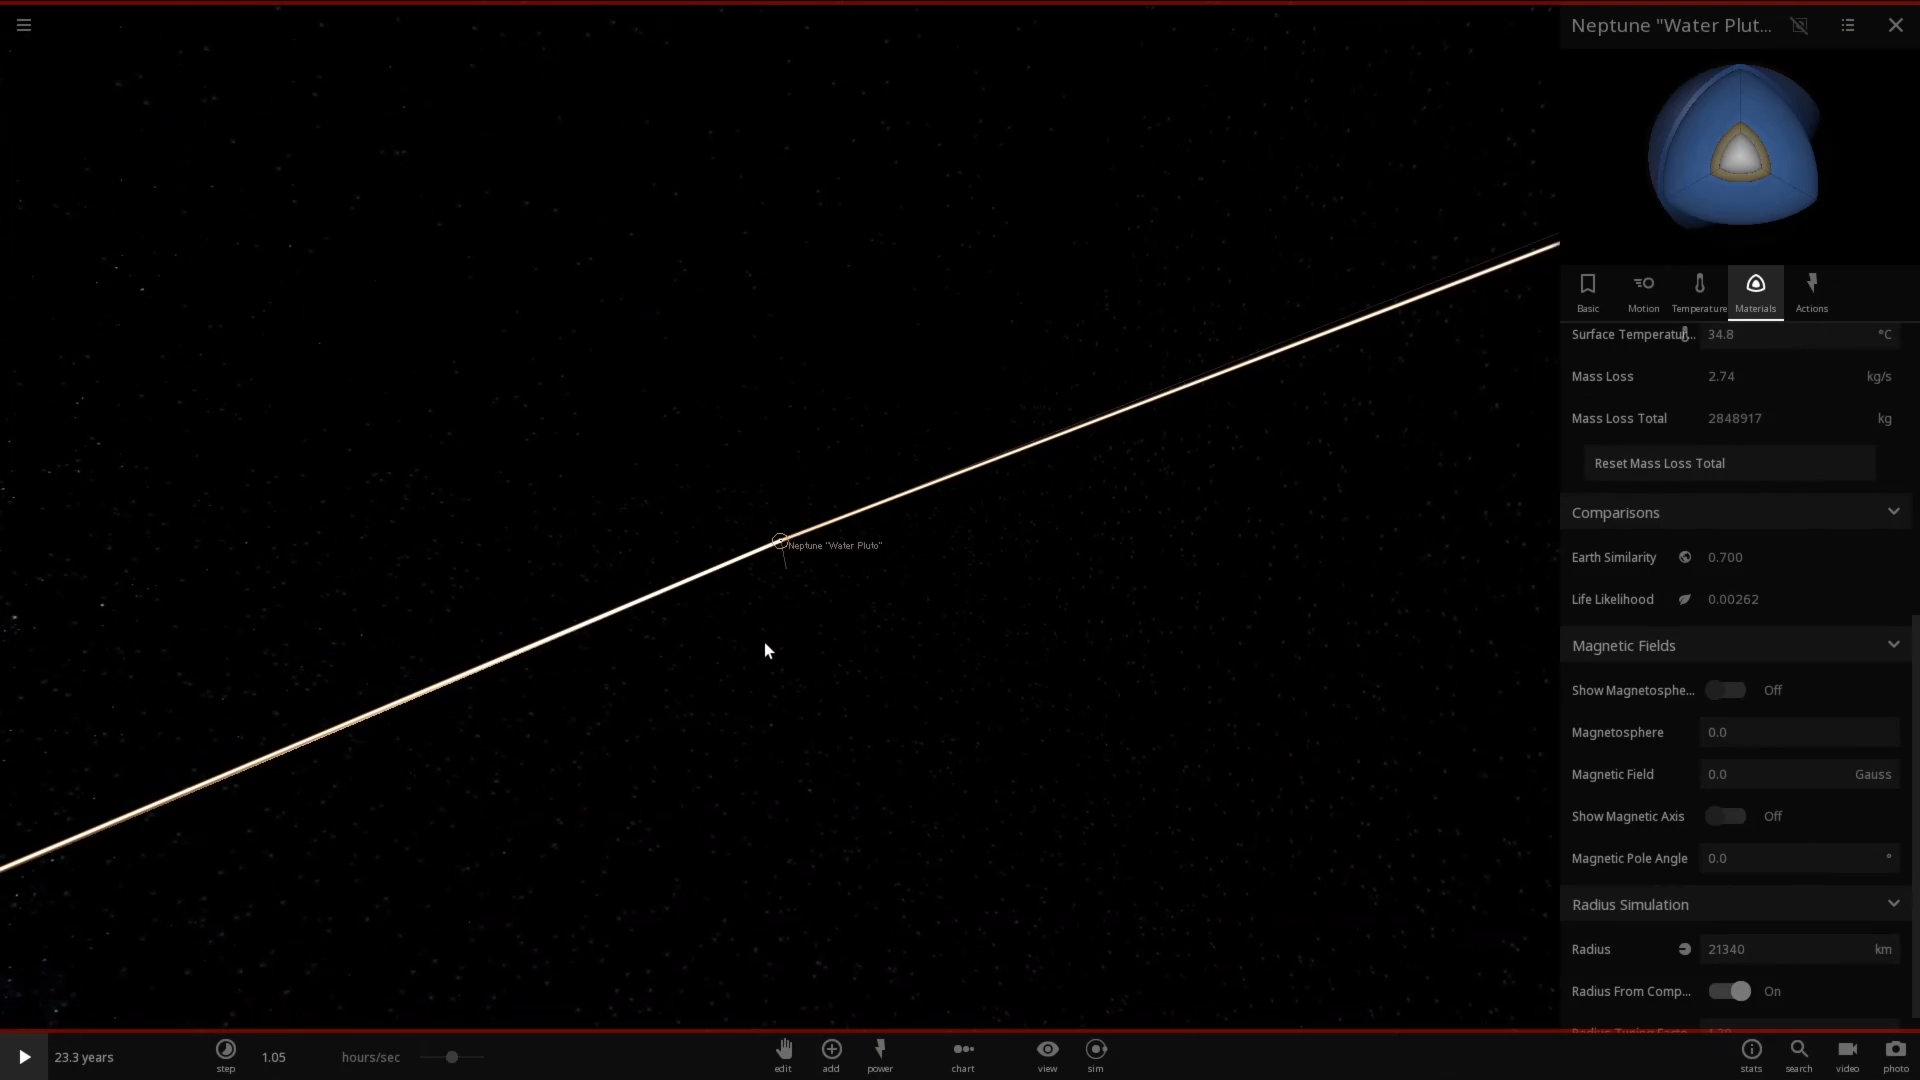 Neptune "Water Plut...
Basic
Motion
Temperature
Materials
Actions
Surface Temperatur... 34.8 °C
Mass Loss 2.74 kg/s
Mass Loss Total 2848917 kg
Reset Mass Loss Total
Comparisons
Earth Similarity 0.700
Life Likelihood 0.00262
Magnetic Fields
Show Magnetosphe... Off
Magnetosphere 0.0
Magnetic Field 0.0 Gauss
Show Magnetic Axis Off
Magnetic Pole Angle 0.0 °
Radius Simulation
Radius 21340 km
Radius From Comp... On
Neptune "Water Pluto"
23.3 years
step
1.05 hours/sec
edit
add
power
chart
view
sim
stats
search
video
photo